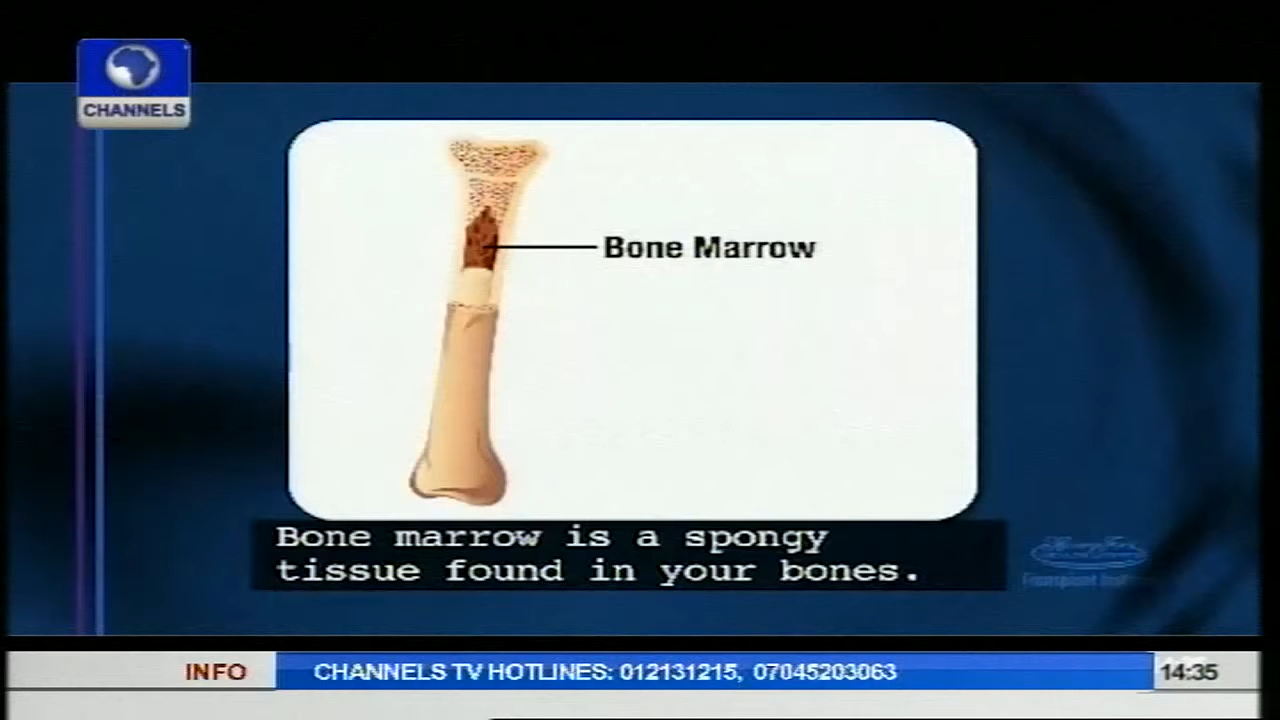 CHANNELS
Bone Marrow
Bone marrow is a spongy
tissue found in your bones.
INFO
CHANNELS TV HOTLINES: 012131215, 07045203063
14:35